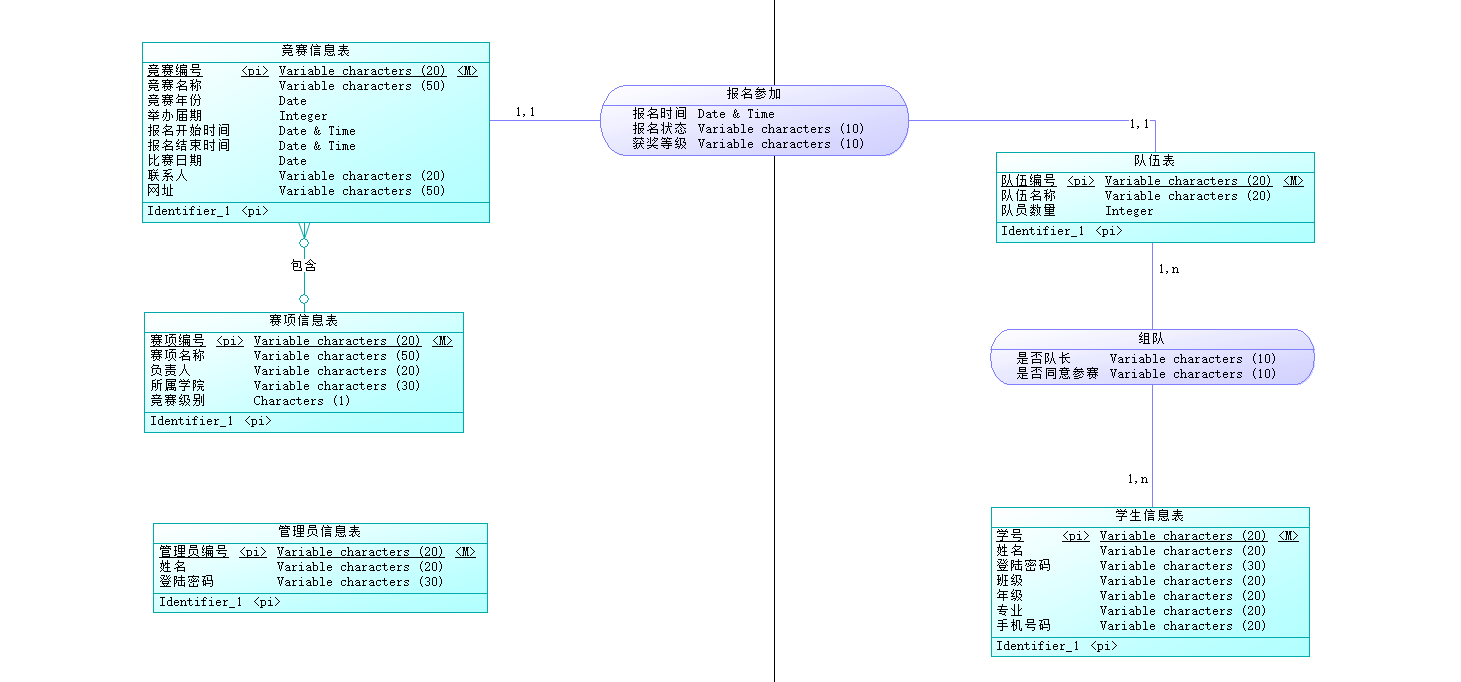 竟赛信息表
竟赛编号 <pi> Variable characters (20) <M>
竟赛名称 Variable characters (50)
竟赛年份 Date
举办届期 Integer
报名开始时间 Date & Time
报名结束时间 Date & Time
比赛日期 Date
联系人 Variable characters (20)
网址 Variable characters (50)
Identifier_1 <pi>
1,1
报名参加
报名时间 Date & Time
报名状态 Variable characters (10)
获奖等级 Variable characters (10)
1,1
队伍表
队伍编号 <pi> Variable characters (20) <M>
队伍名称 Variable characters (20)
队员数量 Integer
Identifier_1 <pi>
包含
1,n
赛项信息表
赛项编号 <pi> Variable characters (20) <M>
赛项名称 Variable characters (50)
负责人 Variable characters (20)
所属学院 Variable characters (30)
竟赛级别 Characters (1)
Identifier_1 <pi>
组队
是否队长 Variable characters (10)
是否同意参赛 Variable characters (10)
1,n
管理员信息表
管理员编号 <pi> Variable characters (20) <M>
姓名 Variable characters (20)
登陆密码 Variable characters (30)
Identifier_1 <pi>
学生信息表
学号 <pi> Variable characters (20) <M>
姓名 Variable characters (20)
登陆密码 Variable characters (30)
班级 Variable characters (20)
年级 Variable characters (20)
专业 Variable characters (20)
手机号码 Variable characters (20)
Identifier_1 <pi>